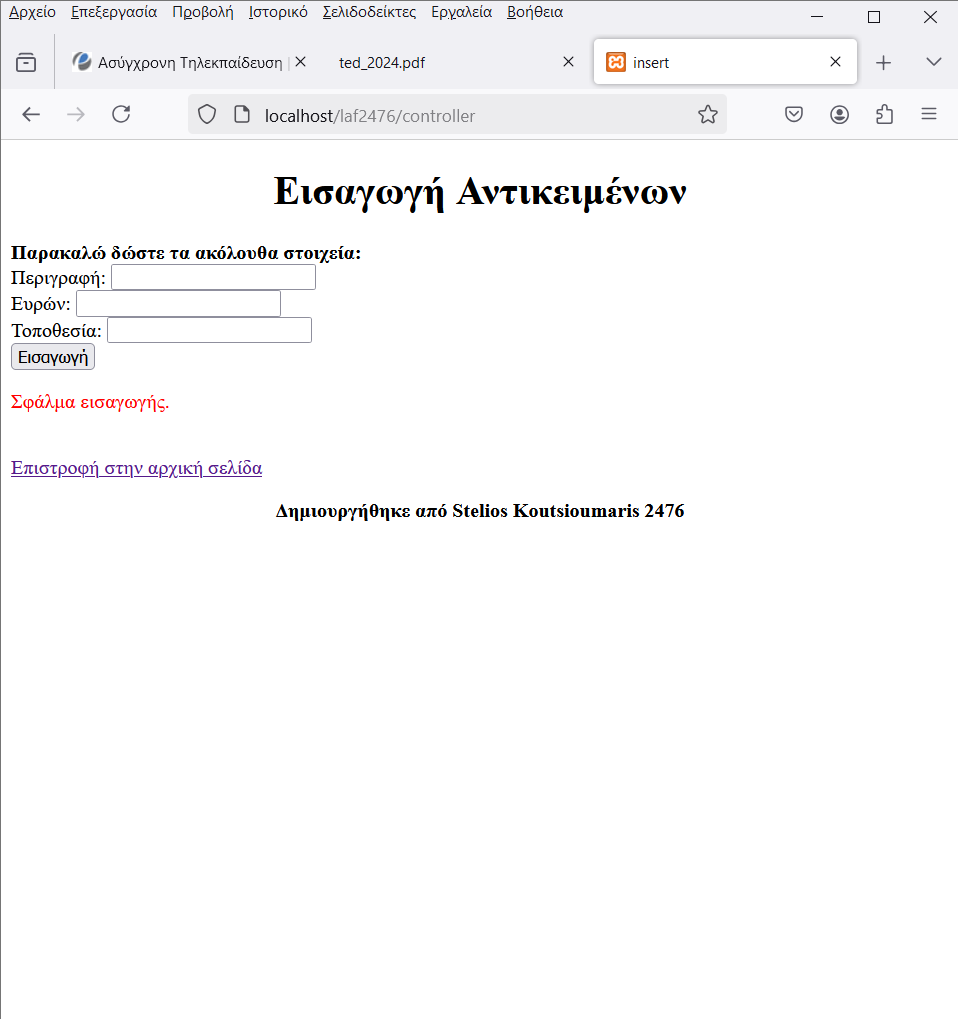 Αρχείο Επεξεργασία Προβολή Ιστορικό Σελιδοδείκτες Εργαλεία Βοήθεια
Ασύγχρονη Τηλεκπαίδευση | ted_2024.pdf insert
localhost/laf2476/controller
Εισαγωγή Αντικειμένων
Παρακαλώ δώστε τα ακόλουθα στοιχεία:
Περιγραφή:
Ευρών:
Τοποθεσία:
Εισαγωγή
Σφάλμα εισαγωγής.
Επιστροφή στην αρχική σελίδα
Δημιουργήθηκε από Stelios Koutsioumaris 2476